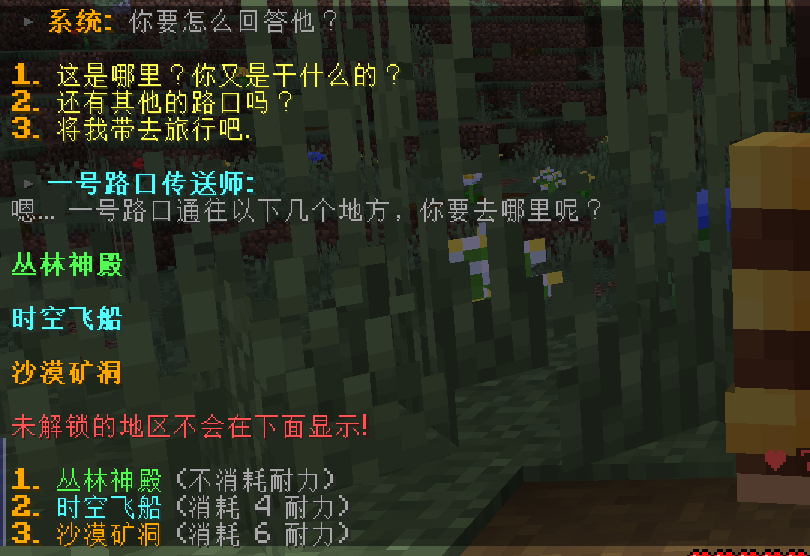 ▸ 系统: 你要怎么回答他？
1. 这是哪里？你又是干什么的？
2. 还有其他的路口吗？
3. 将我带去旅行吧.
▸ 一号路口传送师:
嗯... 一号路口通往以下几个地方，你要去哪里呢？
丛林神殿
时空飞船
沙漠矿洞
未解锁的地区不会在下面显示!
1. 丛林神殿 (不消耗耐力)
2. 时空飞船 (消耗 4 耐力)
3. 沙漠矿洞 (消耗 6 耐力)